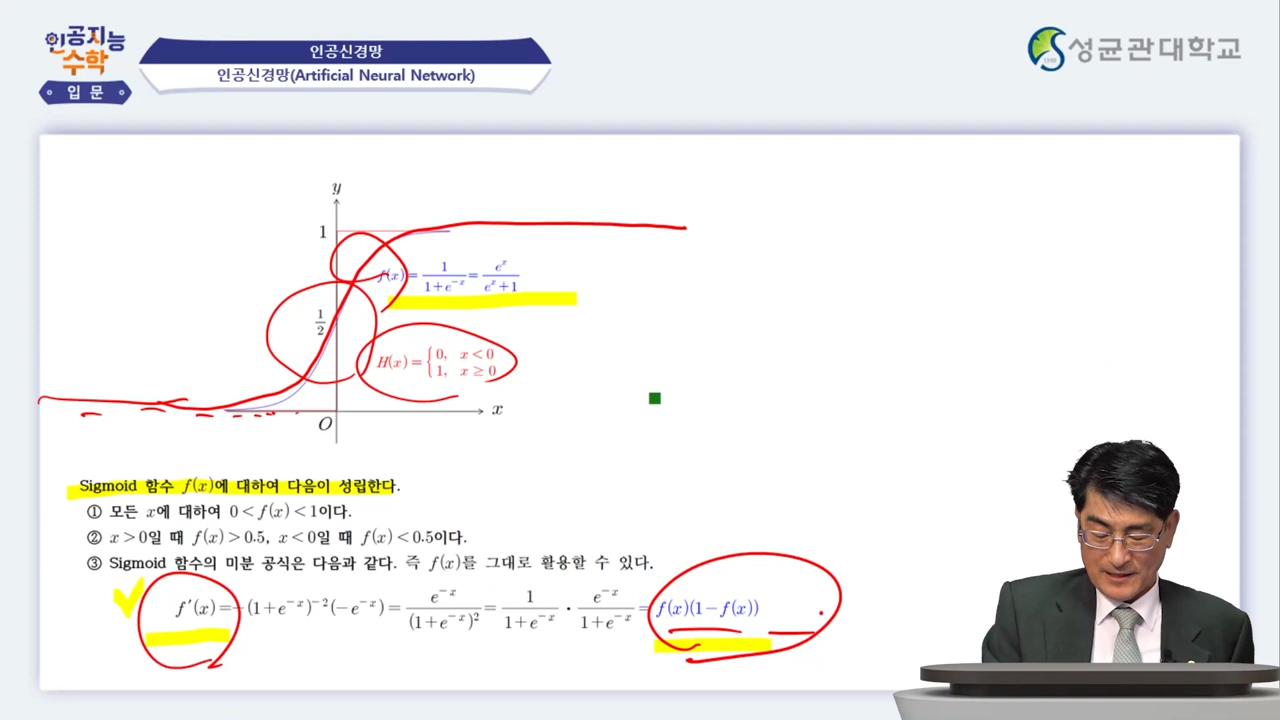 인공지능
수학
입문
인공신경망
인공신경망(Artificial Neural Network)
성균관대학교
y
1
f(x) = 1/(1+e^{-x}) = e^x/(e^x+1)
1/2
H(x) = { 0, x < 0
1, x ≥ 0
x
O
Sigmoid 함수 f(x)에 대하여 다음이 성립한다.
① 모든 x에 대하여 0 < f(x) < 1이다.
② x > 0일 때 f(x) > 0.5, x < 0일 때 f(x) < 0.5이다.
③ Sigmoid 함수의 미분 공식은 다음과 같다. 즉 f(x)를 그대로 활용할 수 있다.
f′(x) = −(1+e^{-x})^{-2}(−e^{-x}) = e^{-x}/(1+e^{-x})^2 = 1/(1+e^{-x}) · e^{-x}/(1+e^{-x}) = f(x)(1−f(x))